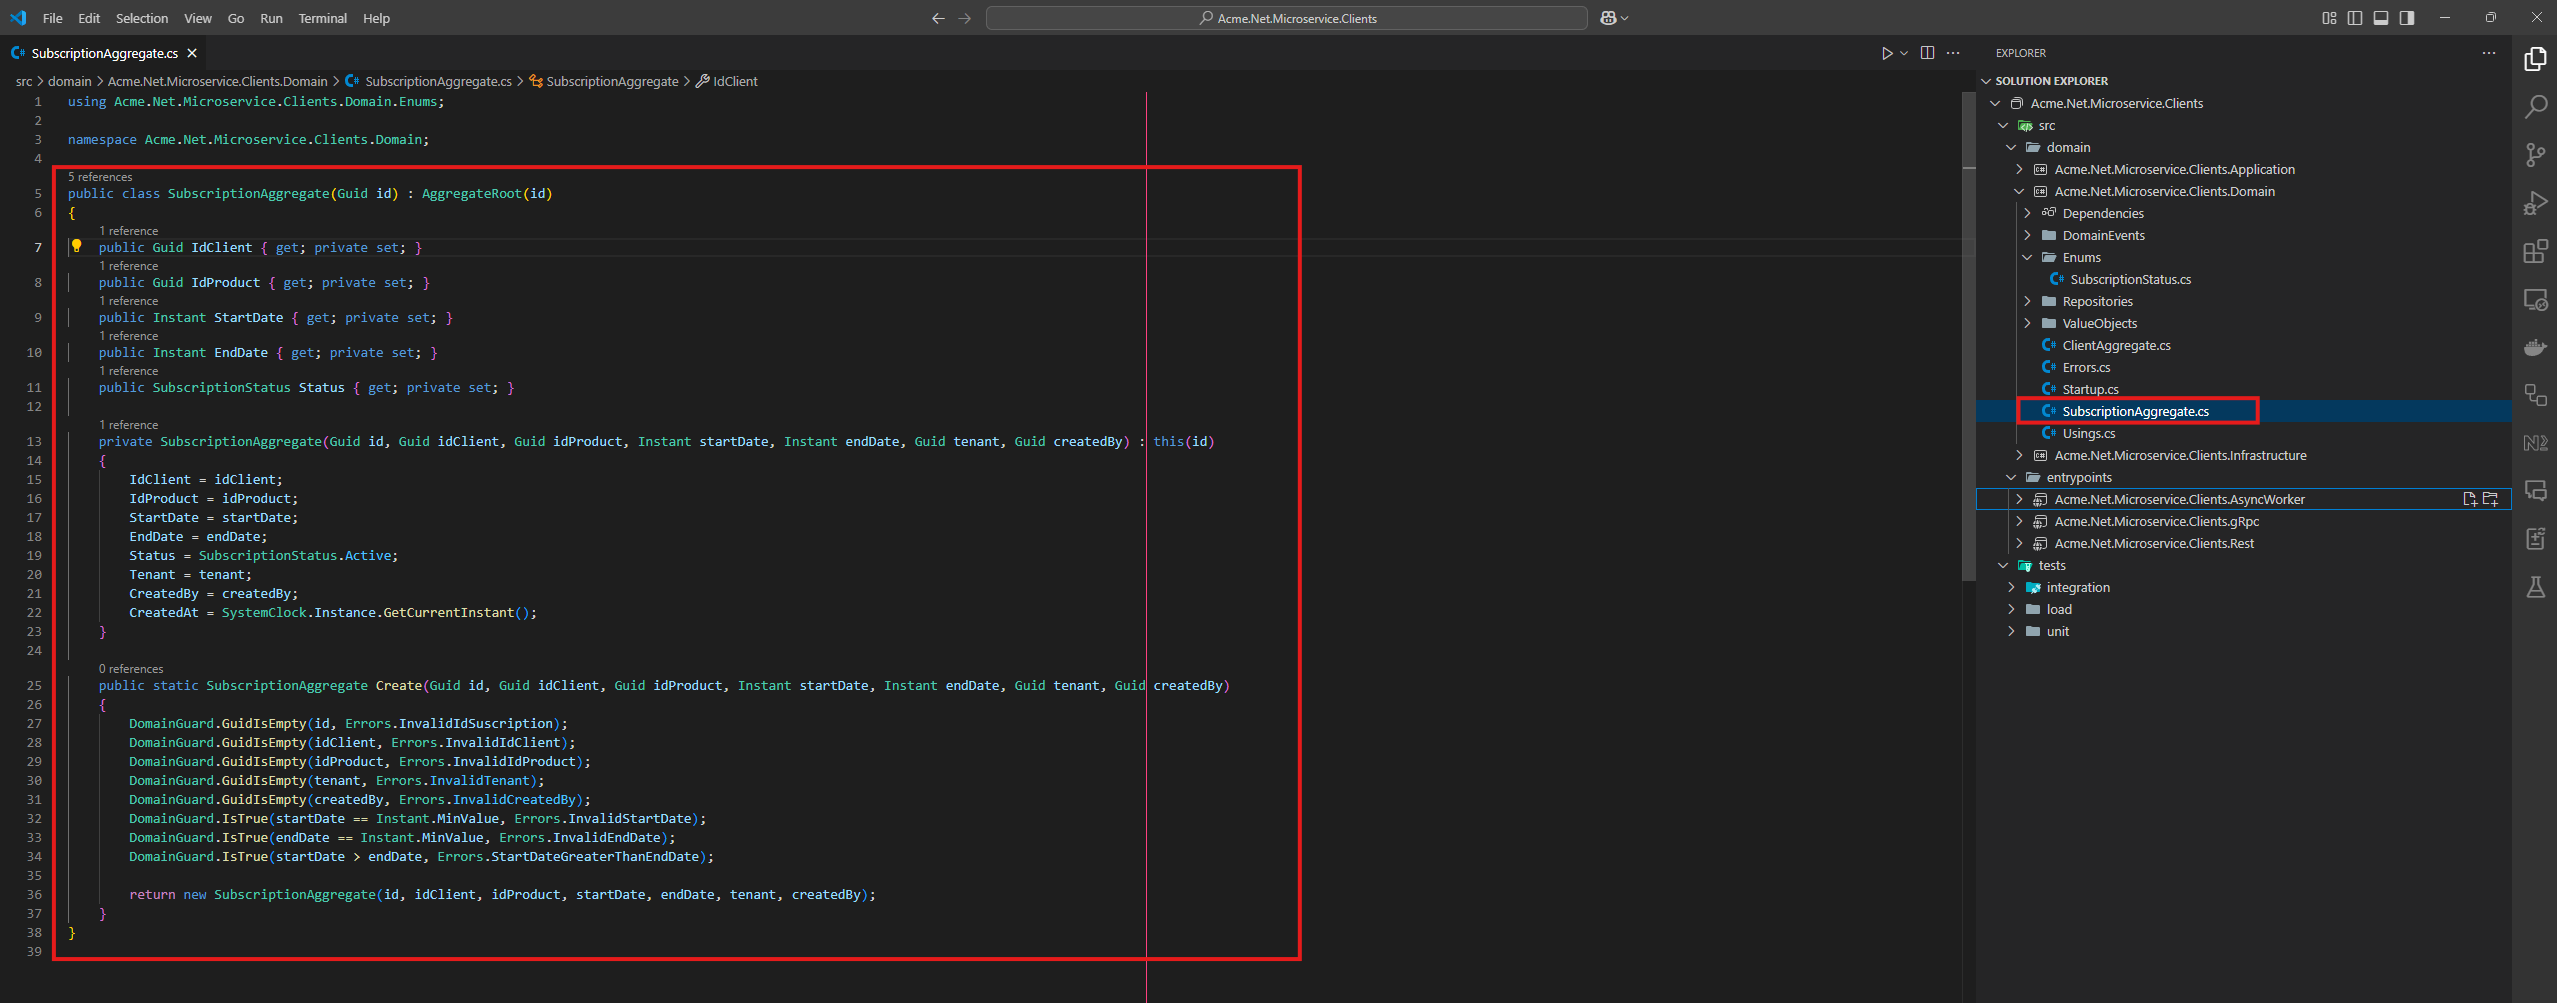 File Edit Selection View Go Run Terminal Help
Acme.Net.Microservice.Clients
SubscriptionAggregate.cs
src > domain > Acme.Net.Microservice.Clients.Domain > SubscriptionAggregate.cs > SubscriptionAggregate > IdClient
1 using Acme.Net.Microservice.Clients.Domain.Enums;
2
3 namespace Acme.Net.Microservice.Clients.Domain;
4
5 references
5 public class SubscriptionAggregate(Guid id) : AggregateRoot(id)
6 {
1 reference
7 public Guid IdClient { get; private set; }
1 reference
8 public Guid IdProduct { get; private set; }
1 reference
9 public Instant StartDate { get; private set; }
1 reference
10 public Instant EndDate { get; private set; }
1 reference
11 public SubscriptionStatus Status { get; private set; }
12
1 reference
13 private SubscriptionAggregate(Guid id, Guid idClient, Guid idProduct, Instant startDate, Instant endDate, Guid tenant, Guid createdBy) : this(id)
14 {
15 IdClient = idClient;
16 IdProduct = idProduct;
17 StartDate = startDate;
18 EndDate = endDate;
19 Status = SubscriptionStatus.Active;
20 Tenant = tenant;
21 CreatedBy = createdBy;
22 CreatedAt = SystemClock.Instance.GetCurrentInstant();
23 }
24
0 references
25 public static SubscriptionAggregate Create(Guid id, Guid idClient, Guid idProduct, Instant startDate, Instant endDate, Guid tenant, Guid createdBy)
26 {
27 DomainGuard.GuidIsEmpty(id, Errors.InvalidIdSuscription);
28 DomainGuard.GuidIsEmpty(idClient, Errors.InvalidIdClient);
29 DomainGuard.GuidIsEmpty(idProduct, Errors.InvalidIdProduct);
30 DomainGuard.GuidIsEmpty(tenant, Errors.InvalidTenant);
31 DomainGuard.GuidIsEmpty(createdBy, Errors.InvalidCreatedBy);
32 DomainGuard.IsTrue(startDate == Instant.MinValue, Errors.InvalidStartDate);
33 DomainGuard.IsTrue(endDate == Instant.MinValue, Errors.InvalidEndDate);
34 DomainGuard.IsTrue(startDate > endDate, Errors.StartDateGreaterThanEndDate);
35
36 return new SubscriptionAggregate(id, idClient, idProduct, startDate, endDate, tenant, createdBy);
37 }
38 }
39
EXPLORER
SOLUTION EXPLORER
Acme.Net.Microservice.Clients
src
domain
Acme.Net.Microservice.Clients.Application
Acme.Net.Microservice.Clients.Domain
Dependencies
DomainEvents
Enums
SubscriptionStatus.cs
Repositories
ValueObjects
ClientAggregate.cs
Errors.cs
Startup.cs
SubscriptionAggregate.cs
Usings.cs
Acme.Net.Microservice.Clients.Infrastructure
entrypoints
Acme.Net.Microservice.Clients.AsyncWorker
Acme.Net.Microservice.Clients.gRpc
Acme.Net.Microservice.Clients.Rest
tests
integration
load
unit